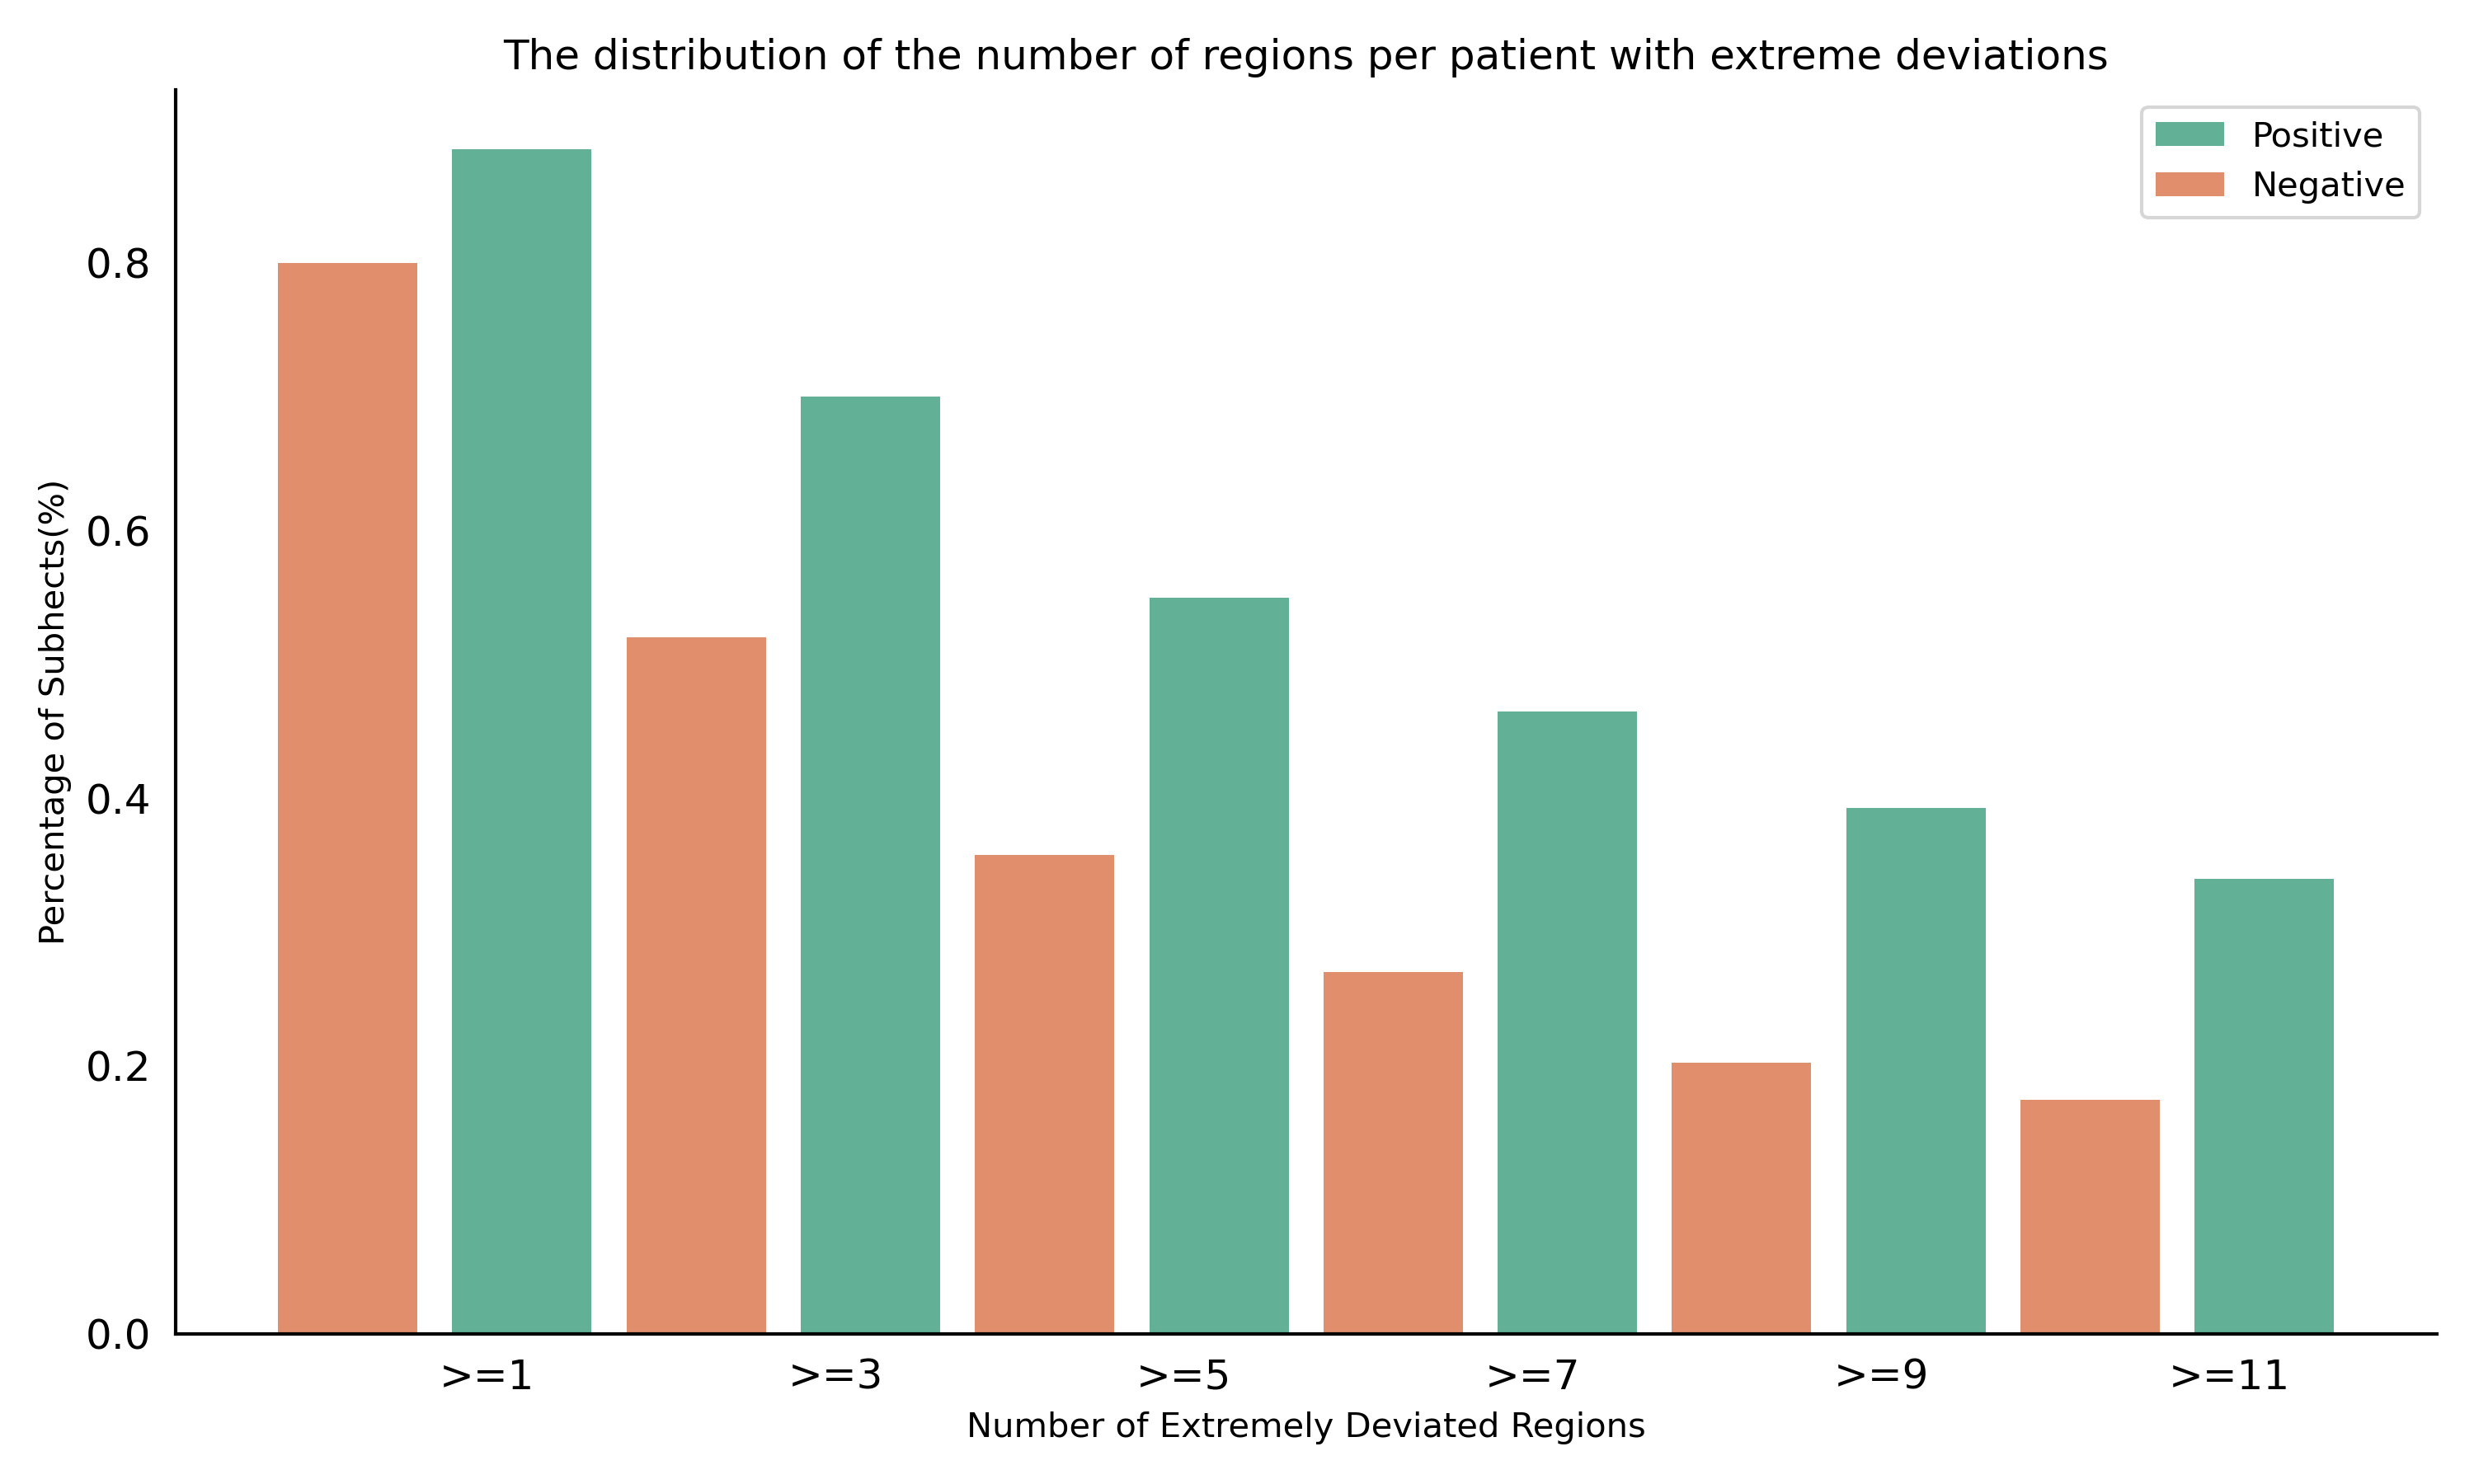 The distribution of the number of regions per patient with extreme deviations
Positive
Negative
Percentage of Subhects(%)
0.8
0.6
0.4
0.2
0.0
>=1 >=3 >=5 >=7 >=9 >=11
Number of Extremely Deviated Regions